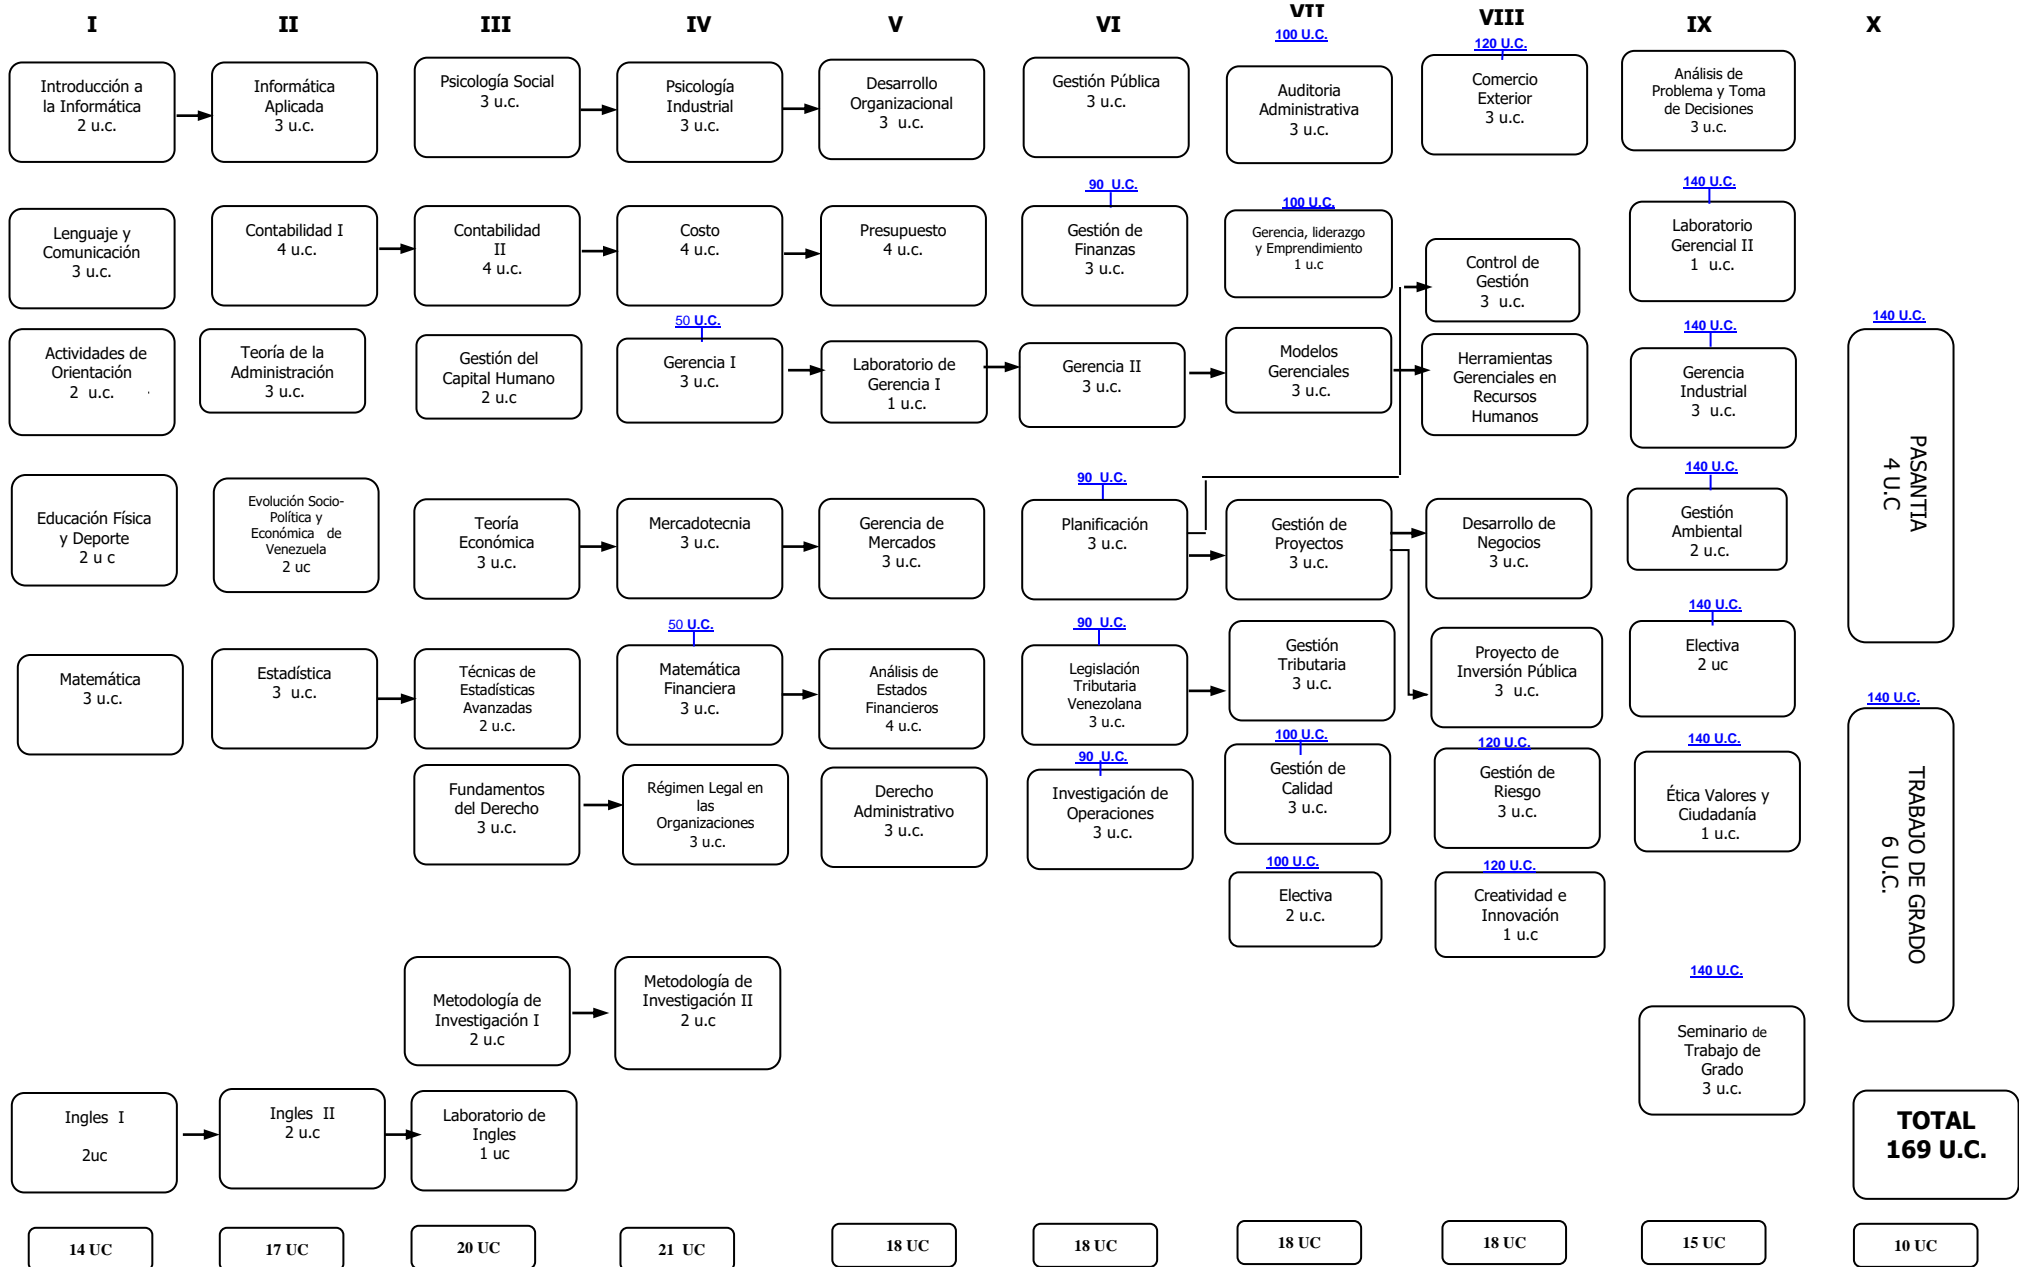 I
II
III
IV
V
VI
VII
VIII
IX
X
100 U.C.
120 U.C.
Introducción a
la Informática
2 u.c.
Informática
Aplicada
3 u.c.
Psicología Social
3 u.c.
Psicología
Industrial
3 u.c.
Desarrollo
Organizacional
3 u.c.
Gestión Pública
3 u.c.
Auditoria
Administrativa
3 u.c.
Comercio
Exterior
3 u.c.
Análisis de
Problema y Toma
de Decisiones
3 u.c.
90 U.C.
100 U.C.
140 U.C.
Lenguaje y
Comunicación
3 u.c.
Contabilidad I
4 u.c.
Contabilidad
II
4 u.c.
Costo
4 u.c.
Presupuesto
4 u.c.
Gestión de
Finanzas
3 u.c.
Gerencia, liderazgo
y Emprendimiento
1 u.c
Control de
Gestión
3 u.c.
Laboratorio
Gerencial II
1 u.c.
50 U.C.
140 U.C.
140 U.C.
Actividades de
Orientación
2 u.c.
Teoría de la
Administración
3 u.c.
Gestión del
Capital Humano
2 u.c
Gerencia I
3 u.c.
Laboratorio de
Gerencia I
1 u.c.
Gerencia II
3 u.c.
Modelos
Gerenciales
3 u.c.
Herramientas
Gerenciales en
Recursos
Humanos
Gerencia
Industrial
3 u.c.
PASANTIA
4 U.C
90 U.C.
140 U.C.
Educación Física
y Deporte
2 u c
Evolución Socio-
Política y
Económica de
Venezuela
2 uc
Teoría
Económica
3 u.c.
Mercadotecnia
3 u.c.
Gerencia de
Mercados
3 u.c.
Planificación
3 u.c.
Gestión de
Proyectos
3 u.c.
Desarrollo de
Negocios
3 u.c.
Gestión
Ambiental
2 u.c.
50 U.C.
90 U.C.
140 U.C.
Matemática
3 u.c.
Estadística
3 u.c.
Técnicas de
Estadísticas
Avanzadas
2 u.c.
Matemática
Financiera
3 u.c.
Análisis de
Estados
Financieros
4 u.c.
Legislación
Tributaria
Venezolana
3 u.c.
Gestión
Tributaria
3 u.c.
Proyecto de
Inversión Pública
3 u.c.
Electiva
2 uc
140 U.C.
TRABAJO DE GRADO
6 U.C.
90 U.C.
100 U.C.
120 U.C.
140 U.C.
Fundamentos
del Derecho
3 u.c.
Régimen Legal en
las
Organizaciones
3 u.c.
Derecho
Administrativo
3 u.c.
Investigación de
Operaciones
3 u.c.
Gestión de
Calidad
3 u.c.
Gestión de
Riesgo
3 u.c.
Ética Valores y
Ciudadanía
1 u.c.
100 U.C.
120 U.C.
Electiva
2 u.c.
Creatividad e
Innovación
1 u.c
Metodología de
Investigación I
2 u.c
Metodología de
Investigación II
2 u.c
140 U.C.
Seminario de
Trabajo de
Grado
3 u.c.
Ingles I
2uc
Ingles II
2 u.c
Laboratorio de
Ingles
1 uc
TOTAL
169 U.C.
14 UC
17 UC
20 UC
21 UC
18 UC
18 UC
18 UC
18 UC
15 UC
10 UC